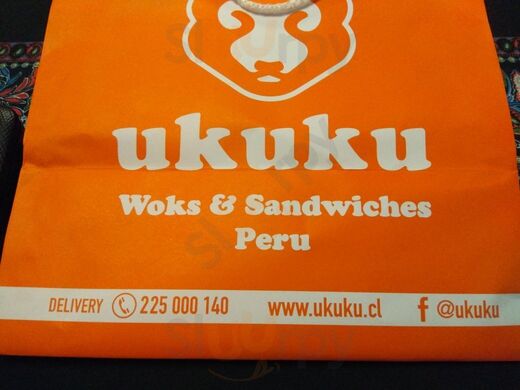 ukuku
Woks & Sandwiches
Peru
DELIVERY 225 000 140 www.ukuku.cl f @ukuku